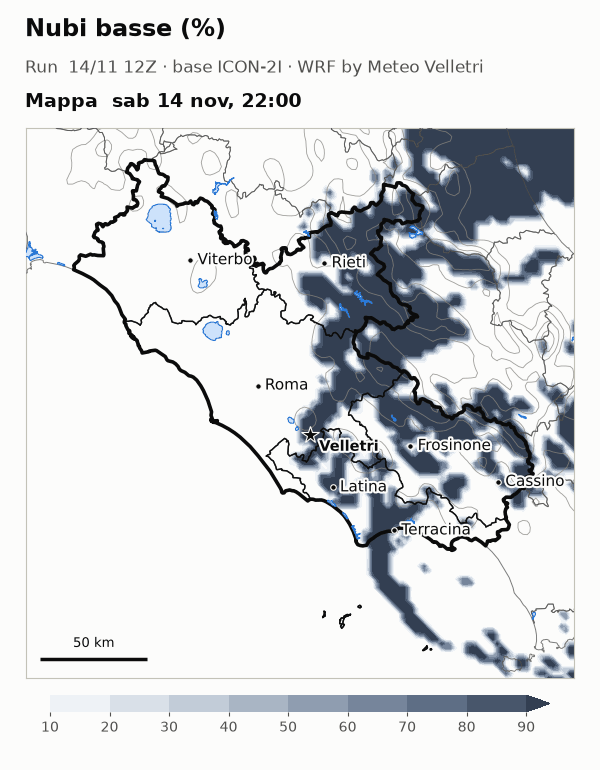 Nubi basse (%)
Run  14/11 12Z · base ICON-2I · WRF by Meteo Velletri
Mappa  sab 14 nov, 22:00
Viterbo
Rieti
Roma
Velletri
Frosinone
Latina
Cassino
Terracina
50 km
10 20 30 40 50 60 70 80 90